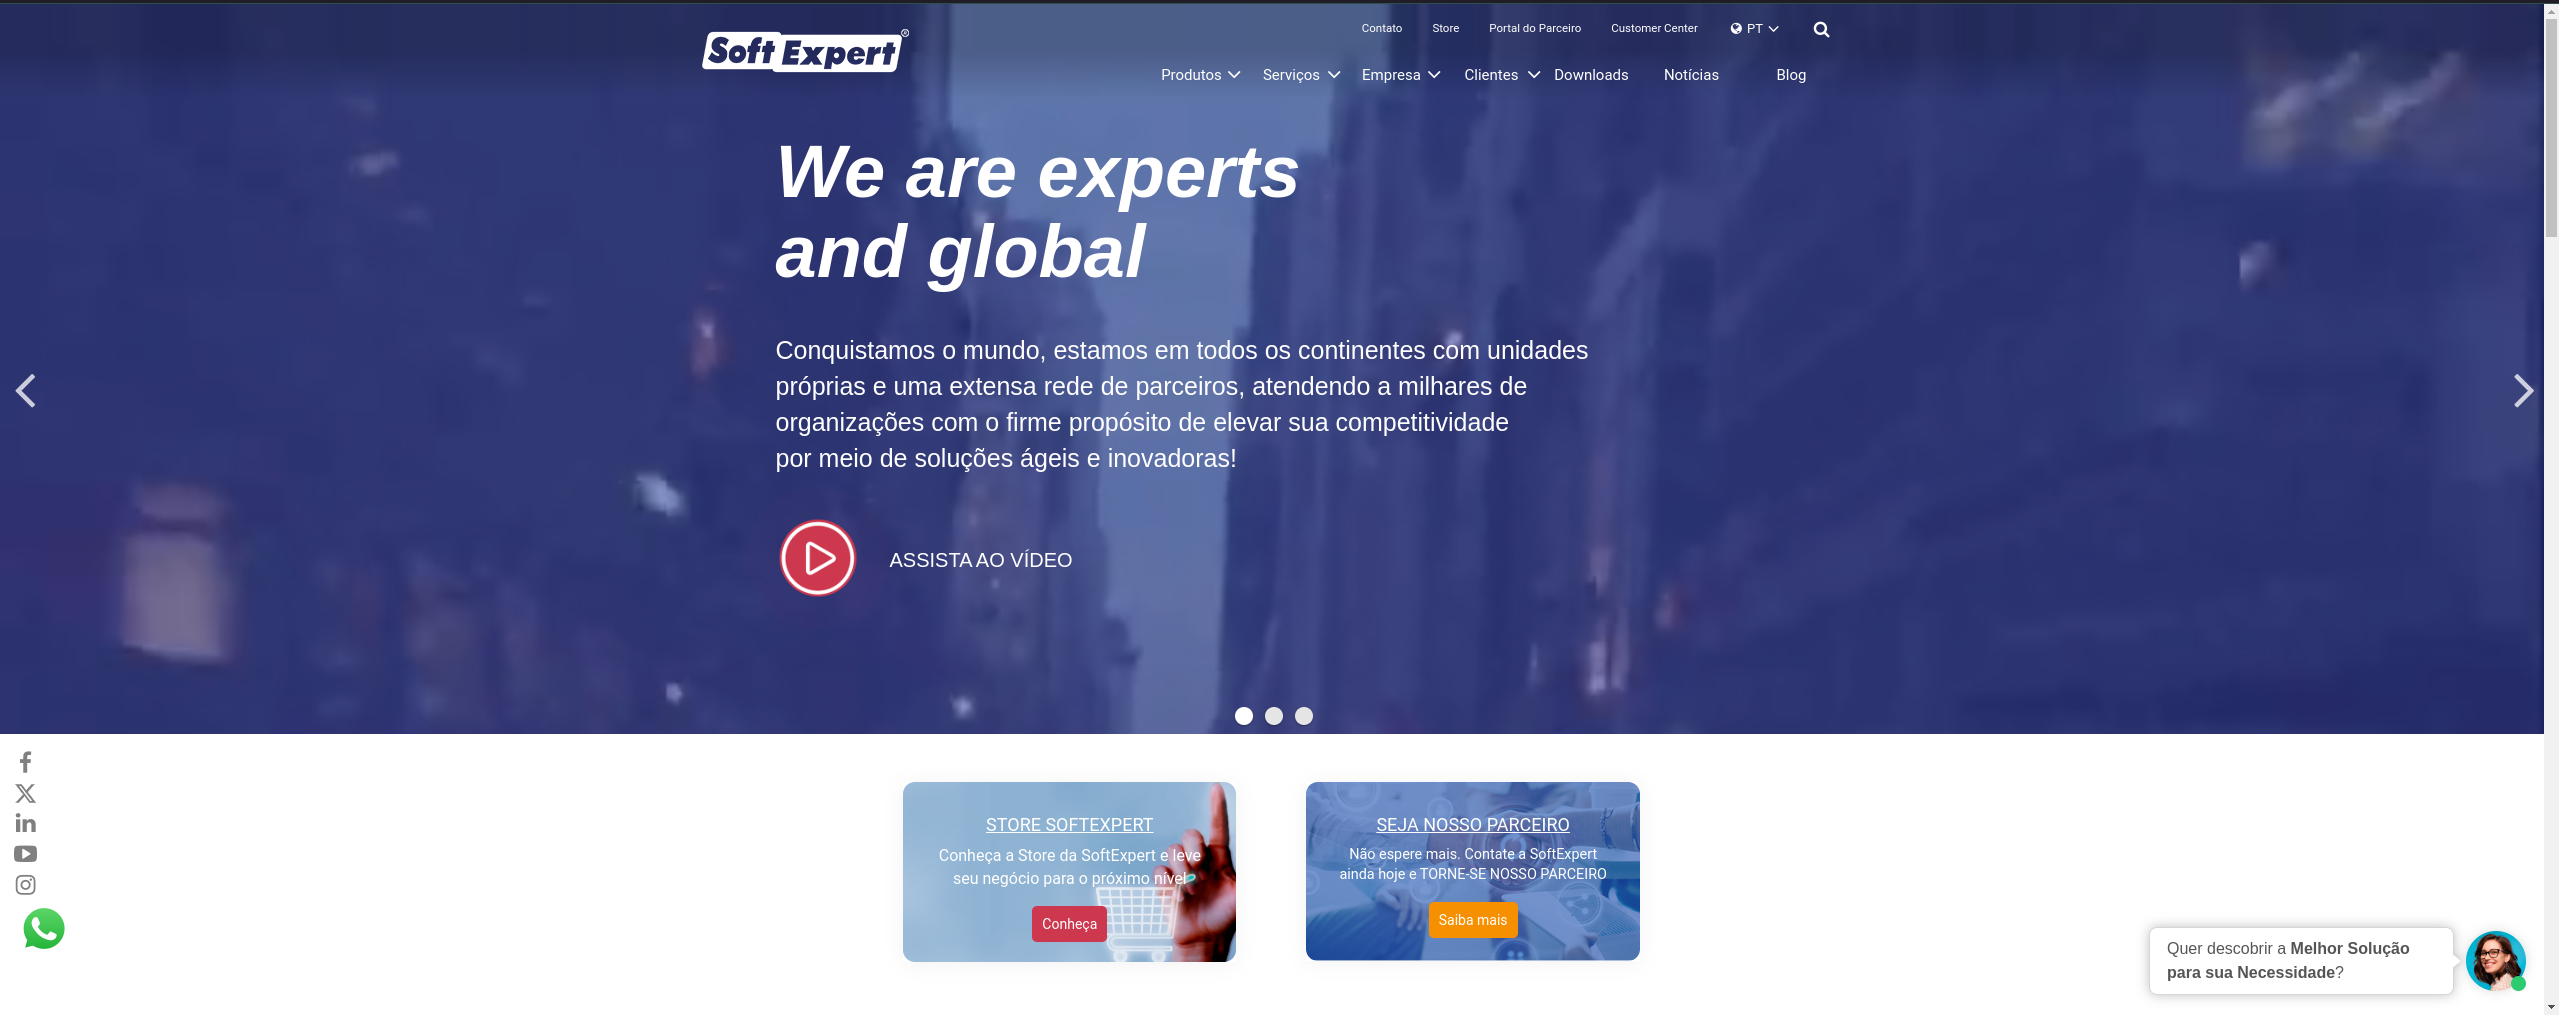 Contato Store Portal do Parceiro Customer Center PT
Soft Expert®
Produtos Serviços Empresa Clientes Downloads Notícias Blog
We are experts
and global
Conquistamos o mundo, estamos em todos os continentes com unidades
próprias e uma extensa rede de parceiros, atendendo a milhares de
organizações com o firme propósito de elevar sua competitividade
por meio de soluções ágeis e inovadoras!
ASSISTA AO VÍDEO
STORE SOFTEXPERT
Conheça a Store da SoftExpert e leve
seu negócio para o próximo nível
Conheça
SEJA NOSSO PARCEIRO
Não espere mais. Contate a SoftExpert
ainda hoje e TORNE-SE NOSSO PARCEIRO
Saiba mais
Quer descobrir a Melhor Solução
para sua Necessidade?